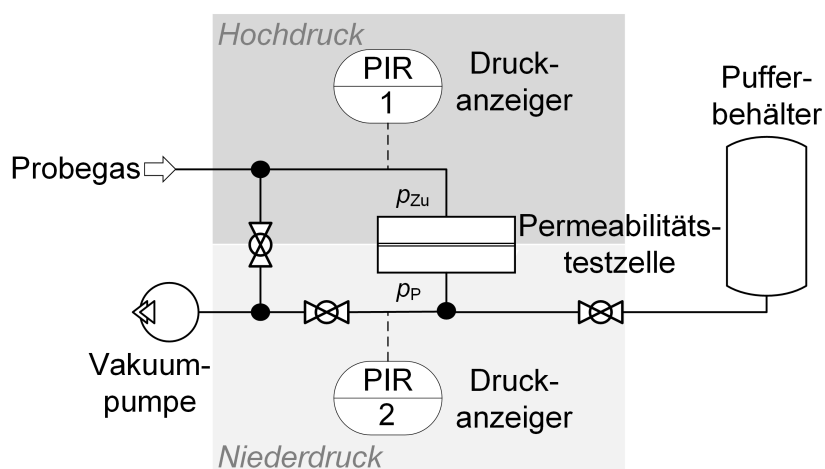 Hochdruck
PIR
1
Druck-
anzeiger
Puffer-
behälter
Probegas
pZu
Permeabilitäts-
testzelle
pP
Vakuum-
pumpe
PIR
2
Druck-
anzeiger
Niederdruck